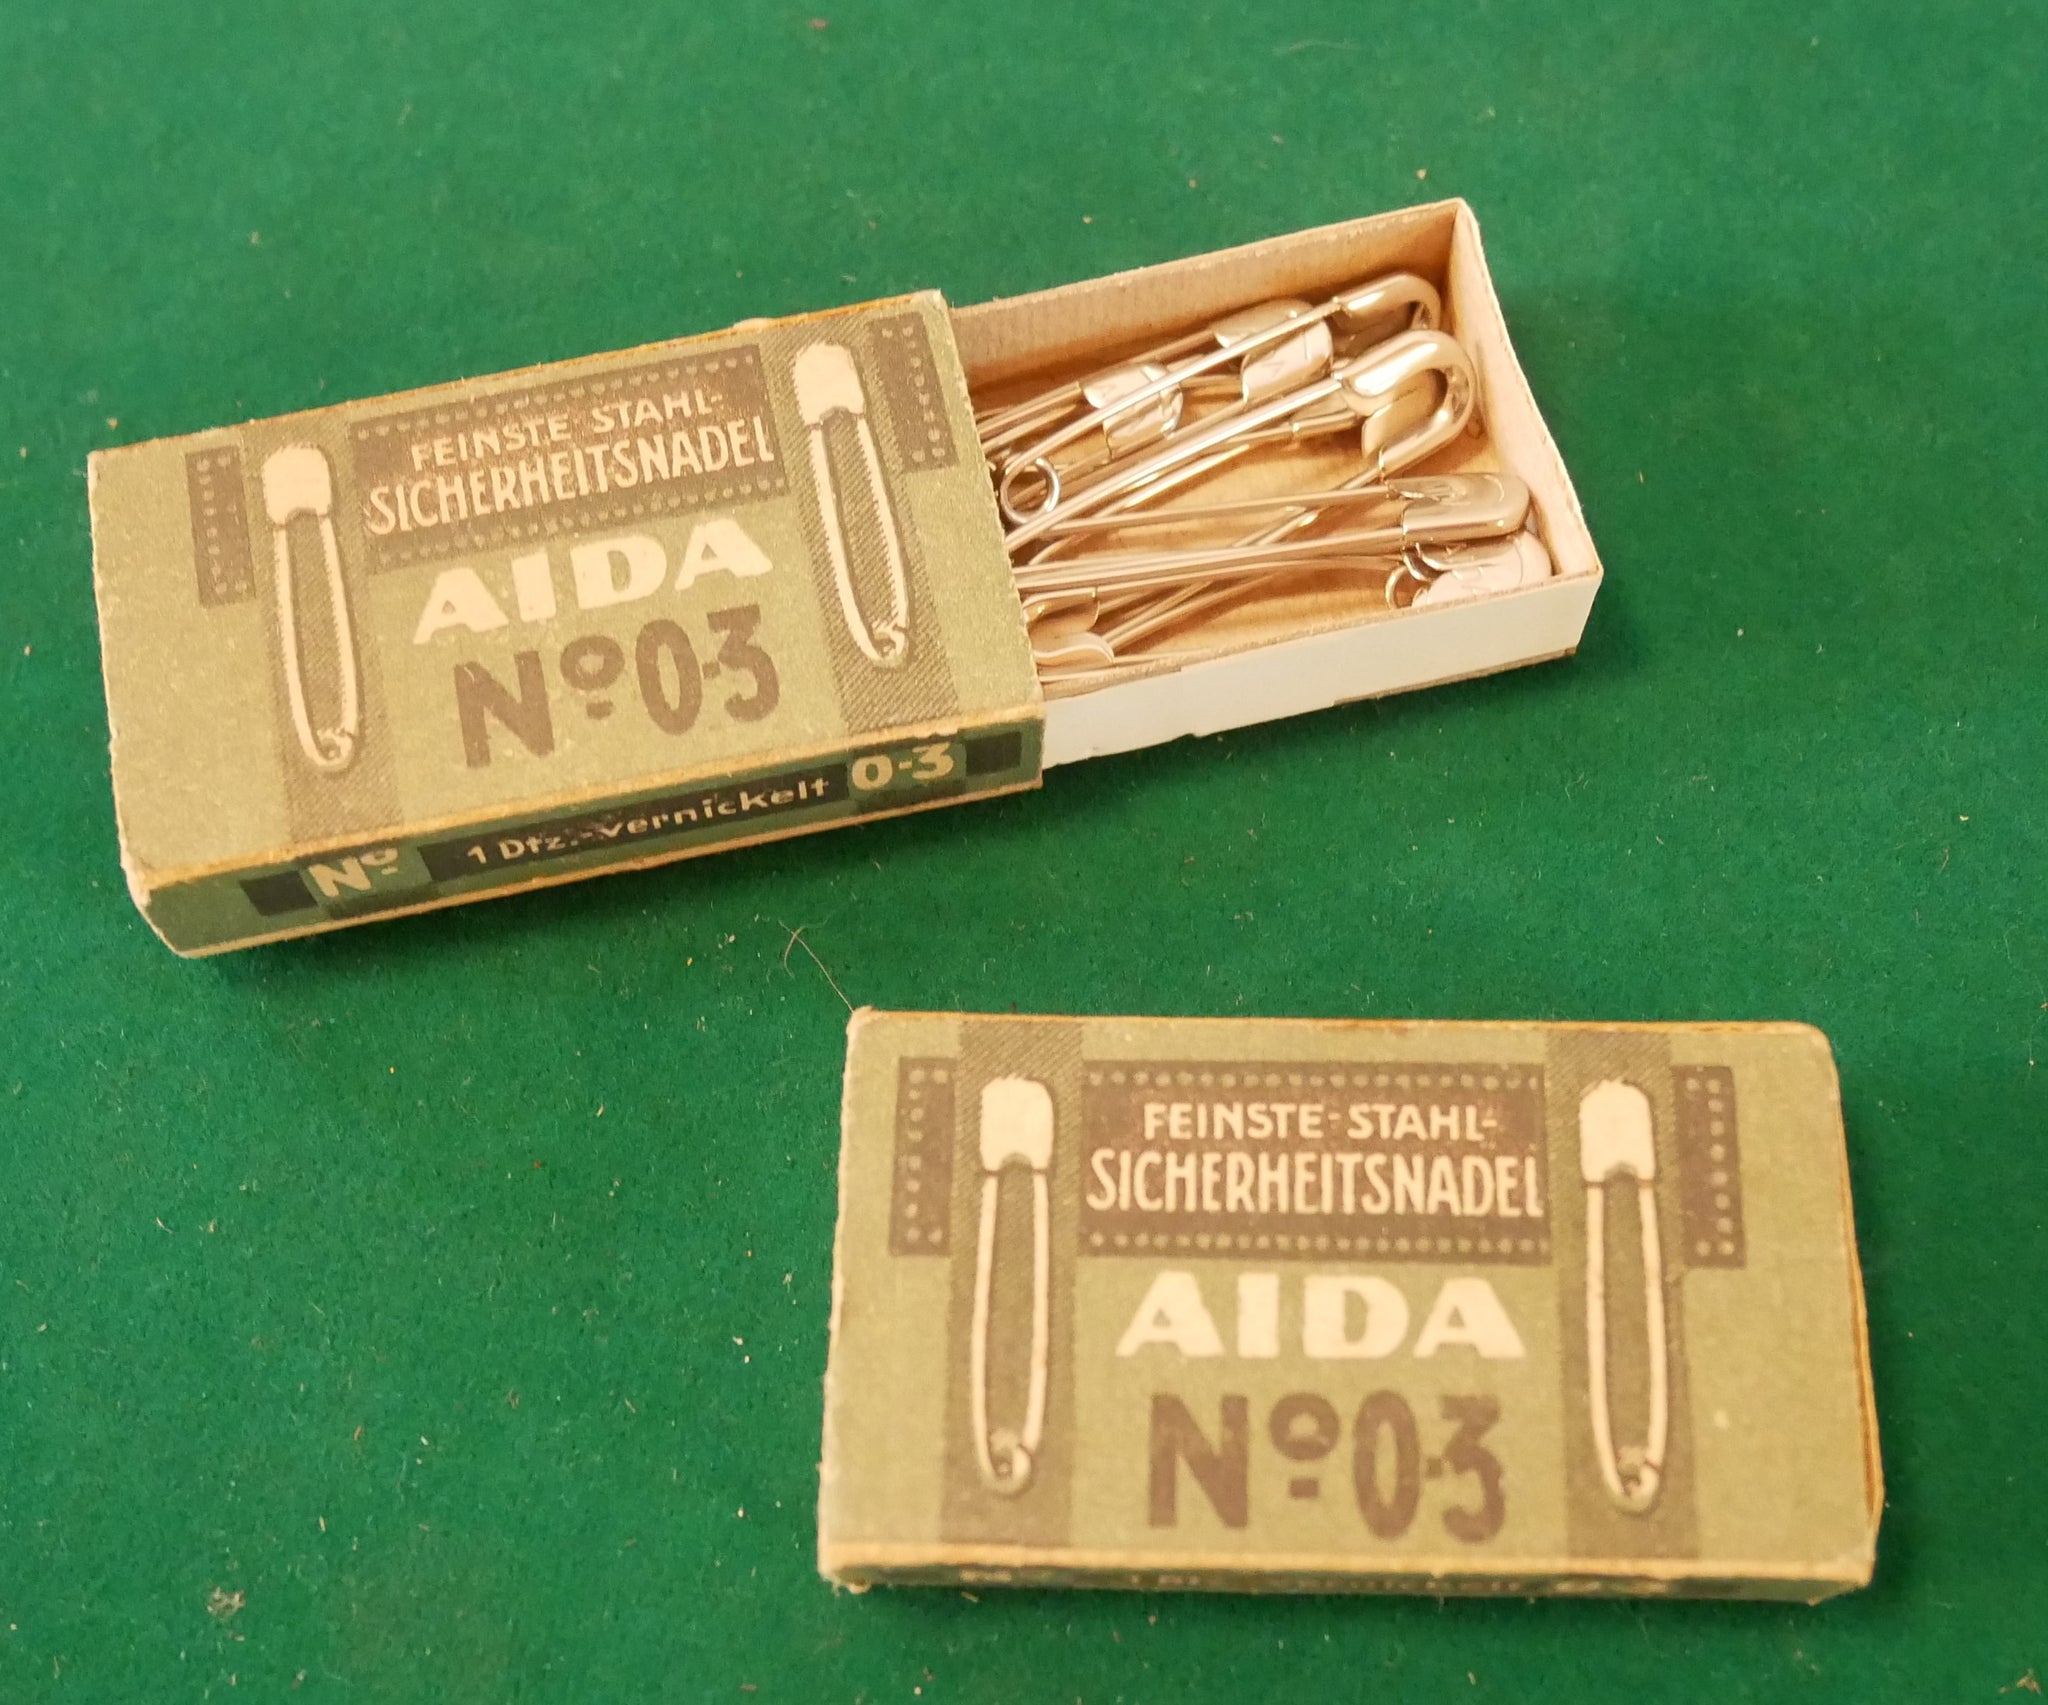 FEINSTE-STAHL-
SICHERHEITSNADEL
AIDA
Nº 0-3
Nº 1 Dtz.-vernickelt 0-3
FEINSTE-STAHL-
SICHERHEITSNADEL
AIDA
Nº 0-3